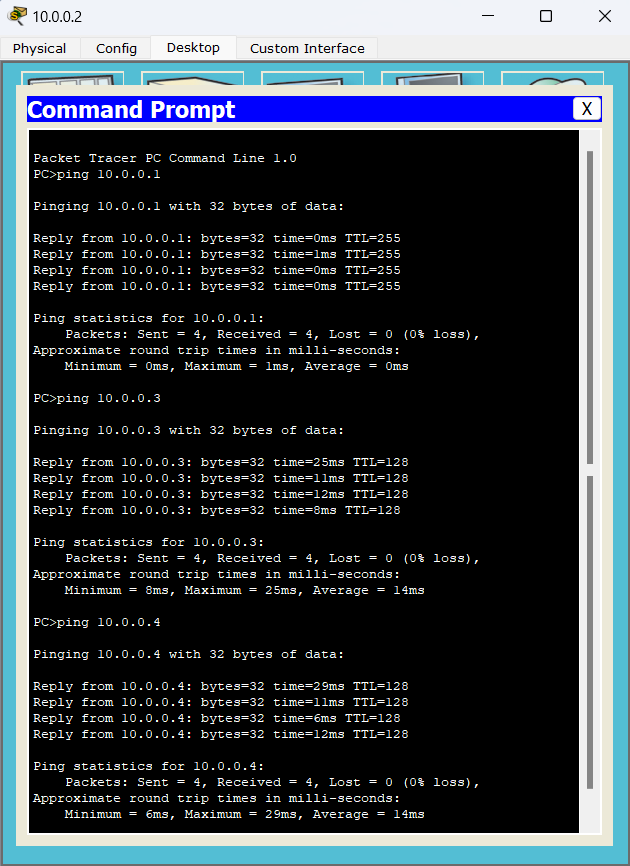 10.0.0.2
Physical Config Desktop Custom Interface
Command Prompt X
Packet Tracer PC Command Line 1.0
PC>ping 10.0.0.1
Pinging 10.0.0.1 with 32 bytes of data:
Reply from 10.0.0.1: bytes=32 time=0ms TTL=255
Reply from 10.0.0.1: bytes=32 time=1ms TTL=255
Reply from 10.0.0.1: bytes=32 time=0ms TTL=255
Reply from 10.0.0.1: bytes=32 time=0ms TTL=255
Ping statistics for 10.0.0.1:
Packets: Sent = 4, Received = 4, Lost = 0 (0% loss),
Approximate round trip times in milli-seconds:
Minimum = 0ms, Maximum = 1ms, Average = 0ms
PC>ping 10.0.0.3
Pinging 10.0.0.3 with 32 bytes of data:
Reply from 10.0.0.3: bytes=32 time=25ms TTL=128
Reply from 10.0.0.3: bytes=32 time=11ms TTL=128
Reply from 10.0.0.3: bytes=32 time=12ms TTL=128
Reply from 10.0.0.3: bytes=32 time=8ms TTL=128
Ping statistics for 10.0.0.3:
Packets: Sent = 4, Received = 4, Lost = 0 (0% loss),
Approximate round trip times in milli-seconds:
Minimum = 8ms, Maximum = 25ms, Average = 14ms
PC>ping 10.0.0.4
Pinging 10.0.0.4 with 32 bytes of data:
Reply from 10.0.0.4: bytes=32 time=29ms TTL=128
Reply from 10.0.0.4: bytes=32 time=11ms TTL=128
Reply from 10.0.0.4: bytes=32 time=6ms TTL=128
Reply from 10.0.0.4: bytes=32 time=12ms TTL=128
Ping statistics for 10.0.0.4:
Packets: Sent = 4, Received = 4, Lost = 0 (0% loss),
Approximate round trip times in milli-seconds:
Minimum = 6ms, Maximum = 29ms, Average = 14ms